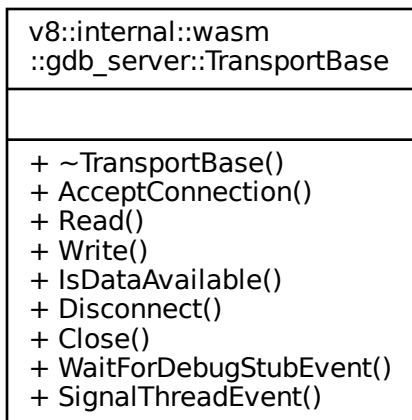 v8::internal::wasm
::gdb_server::TransportBase
+ ~TransportBase()
+ AcceptConnection()
+ Read()
+ Write()
+ IsDataAvailable()
+ Disconnect()
+ Close()
+ WaitForDebugStubEvent()
+ SignalThreadEvent()